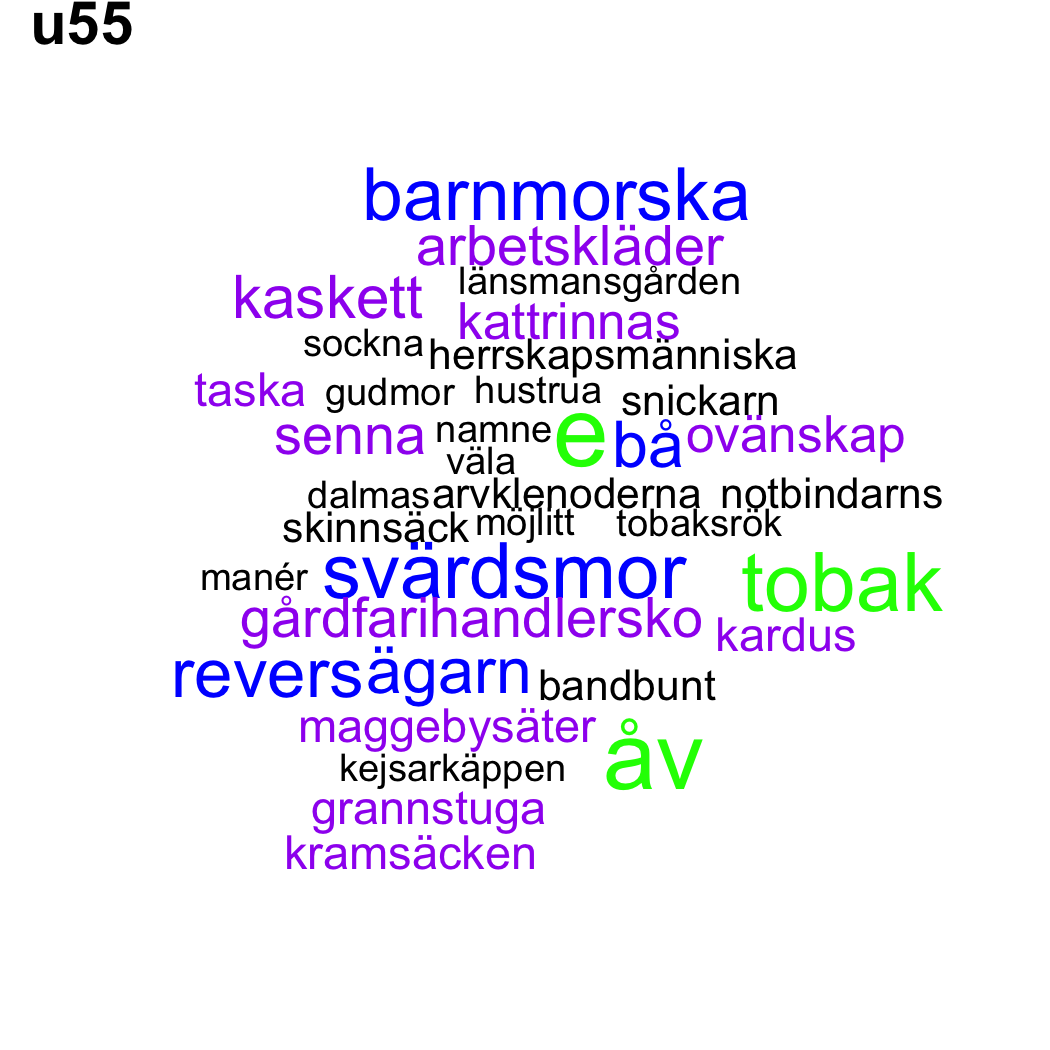 u55
barnmorska
arbetskläder
länsmansgården
kaskett
kattrinnas
sockna herrskapsmänniska
taska gudmor hustrua snickarn
senna namne e bå ovänskap
väla
dalmas arvklenoderna notbindarns
skinnsäck möjlitt tobaksrök
manér svärdsmor tobak
gårdfarihandlersko kardus
reversägarn bandbunt
maggebysäter åv
kejsarkäppen
grannstuga
kramsäcken